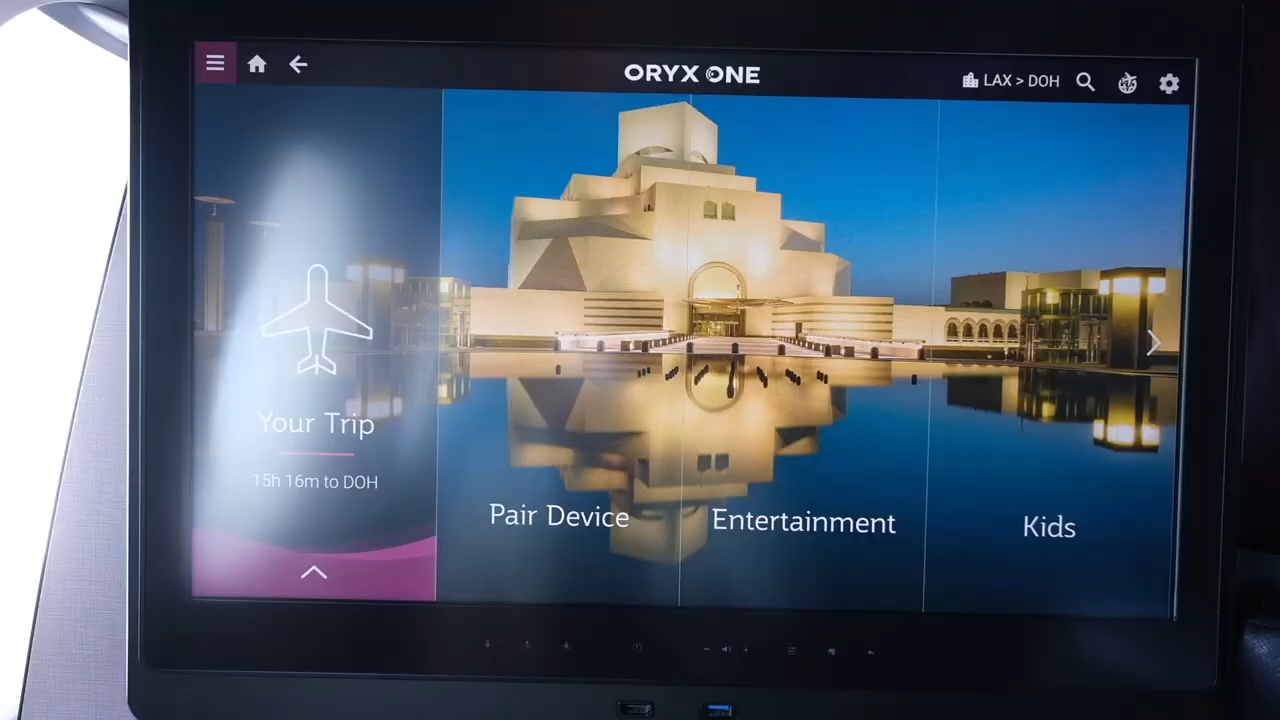 ORYX ONE
LAX > DOH
Your Trip
15h 16m to DOH
Pair Device
Entertainment
Kids